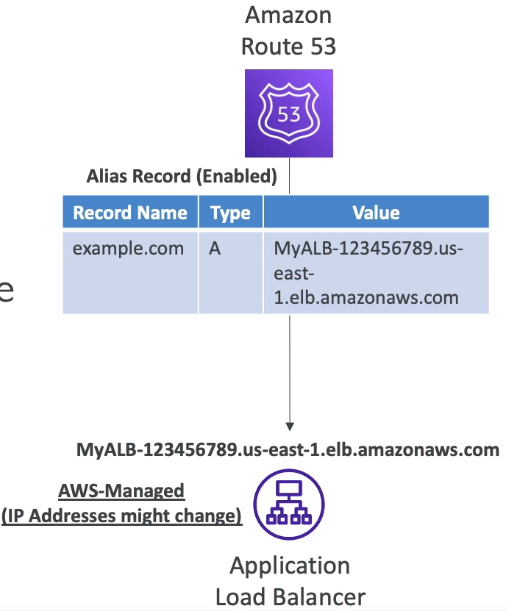 Amazon
Route 53
53
Alias Record (Enabled)
Record Name Type Value
example.com A MyALB-123456789.us-
east-
1.elb.amazonaws.com
e
MyALB-123456789.us-east-1.elb.amazonaws.com
AWS-Managed
(IP Addresses might change)
Application
Load Balancer